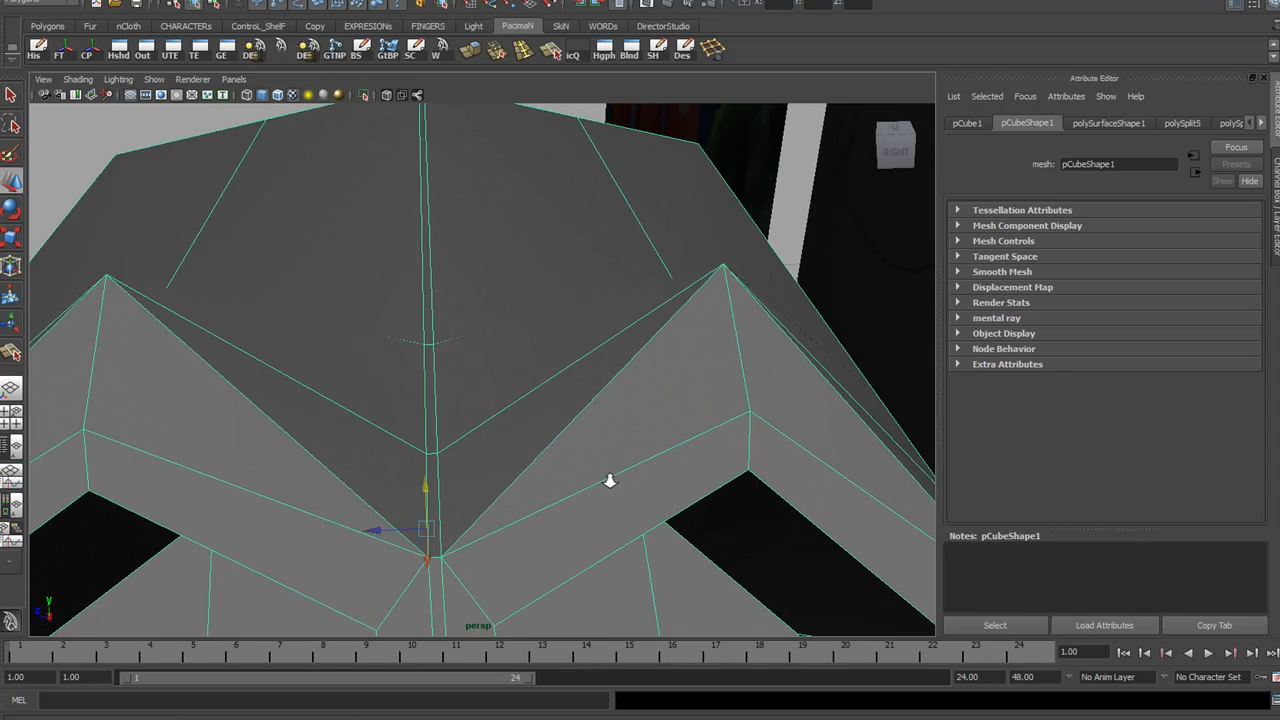 Polygons
Polygons Fur nCloth CHARACTERS ControL_SheLf Copy EXPRESIONs FINGERS Light PacmaN SkiN WORDs DirectorStudio
His FT CP Hshd Out UTE TE GE GTNP BS GtBP SC W icQ Hgph Blnd SH Des
View Shading Lighting Show Renderer Panels
RIGHT
persp
y
z
Attribute Editor
List Selected Focus Attributes Show Help
pCube1 pCubeShape1 polySurfaceShape1 polySplit5
mesh: pCubeShape1
Focus
Presets
Show Hide
Tessellation Attributes
Mesh Component Display
Mesh Controls
Tangent Space
Smooth Mesh
Displacement Map
Render Stats
mental ray
Object Display
Node Behavior
Extra Attributes
Notes: pCubeShape1
Select Load Attributes Copy Tab
Channel Box / Layer Editor
1 2 3 4 5 6 7 8 9 10 11 12 13 14 15 16 17 18 19 20 21 22 23 24 1.00
1.00 1.00 1 24 24.00 48.00 No Anim Layer No Character Set
MEL